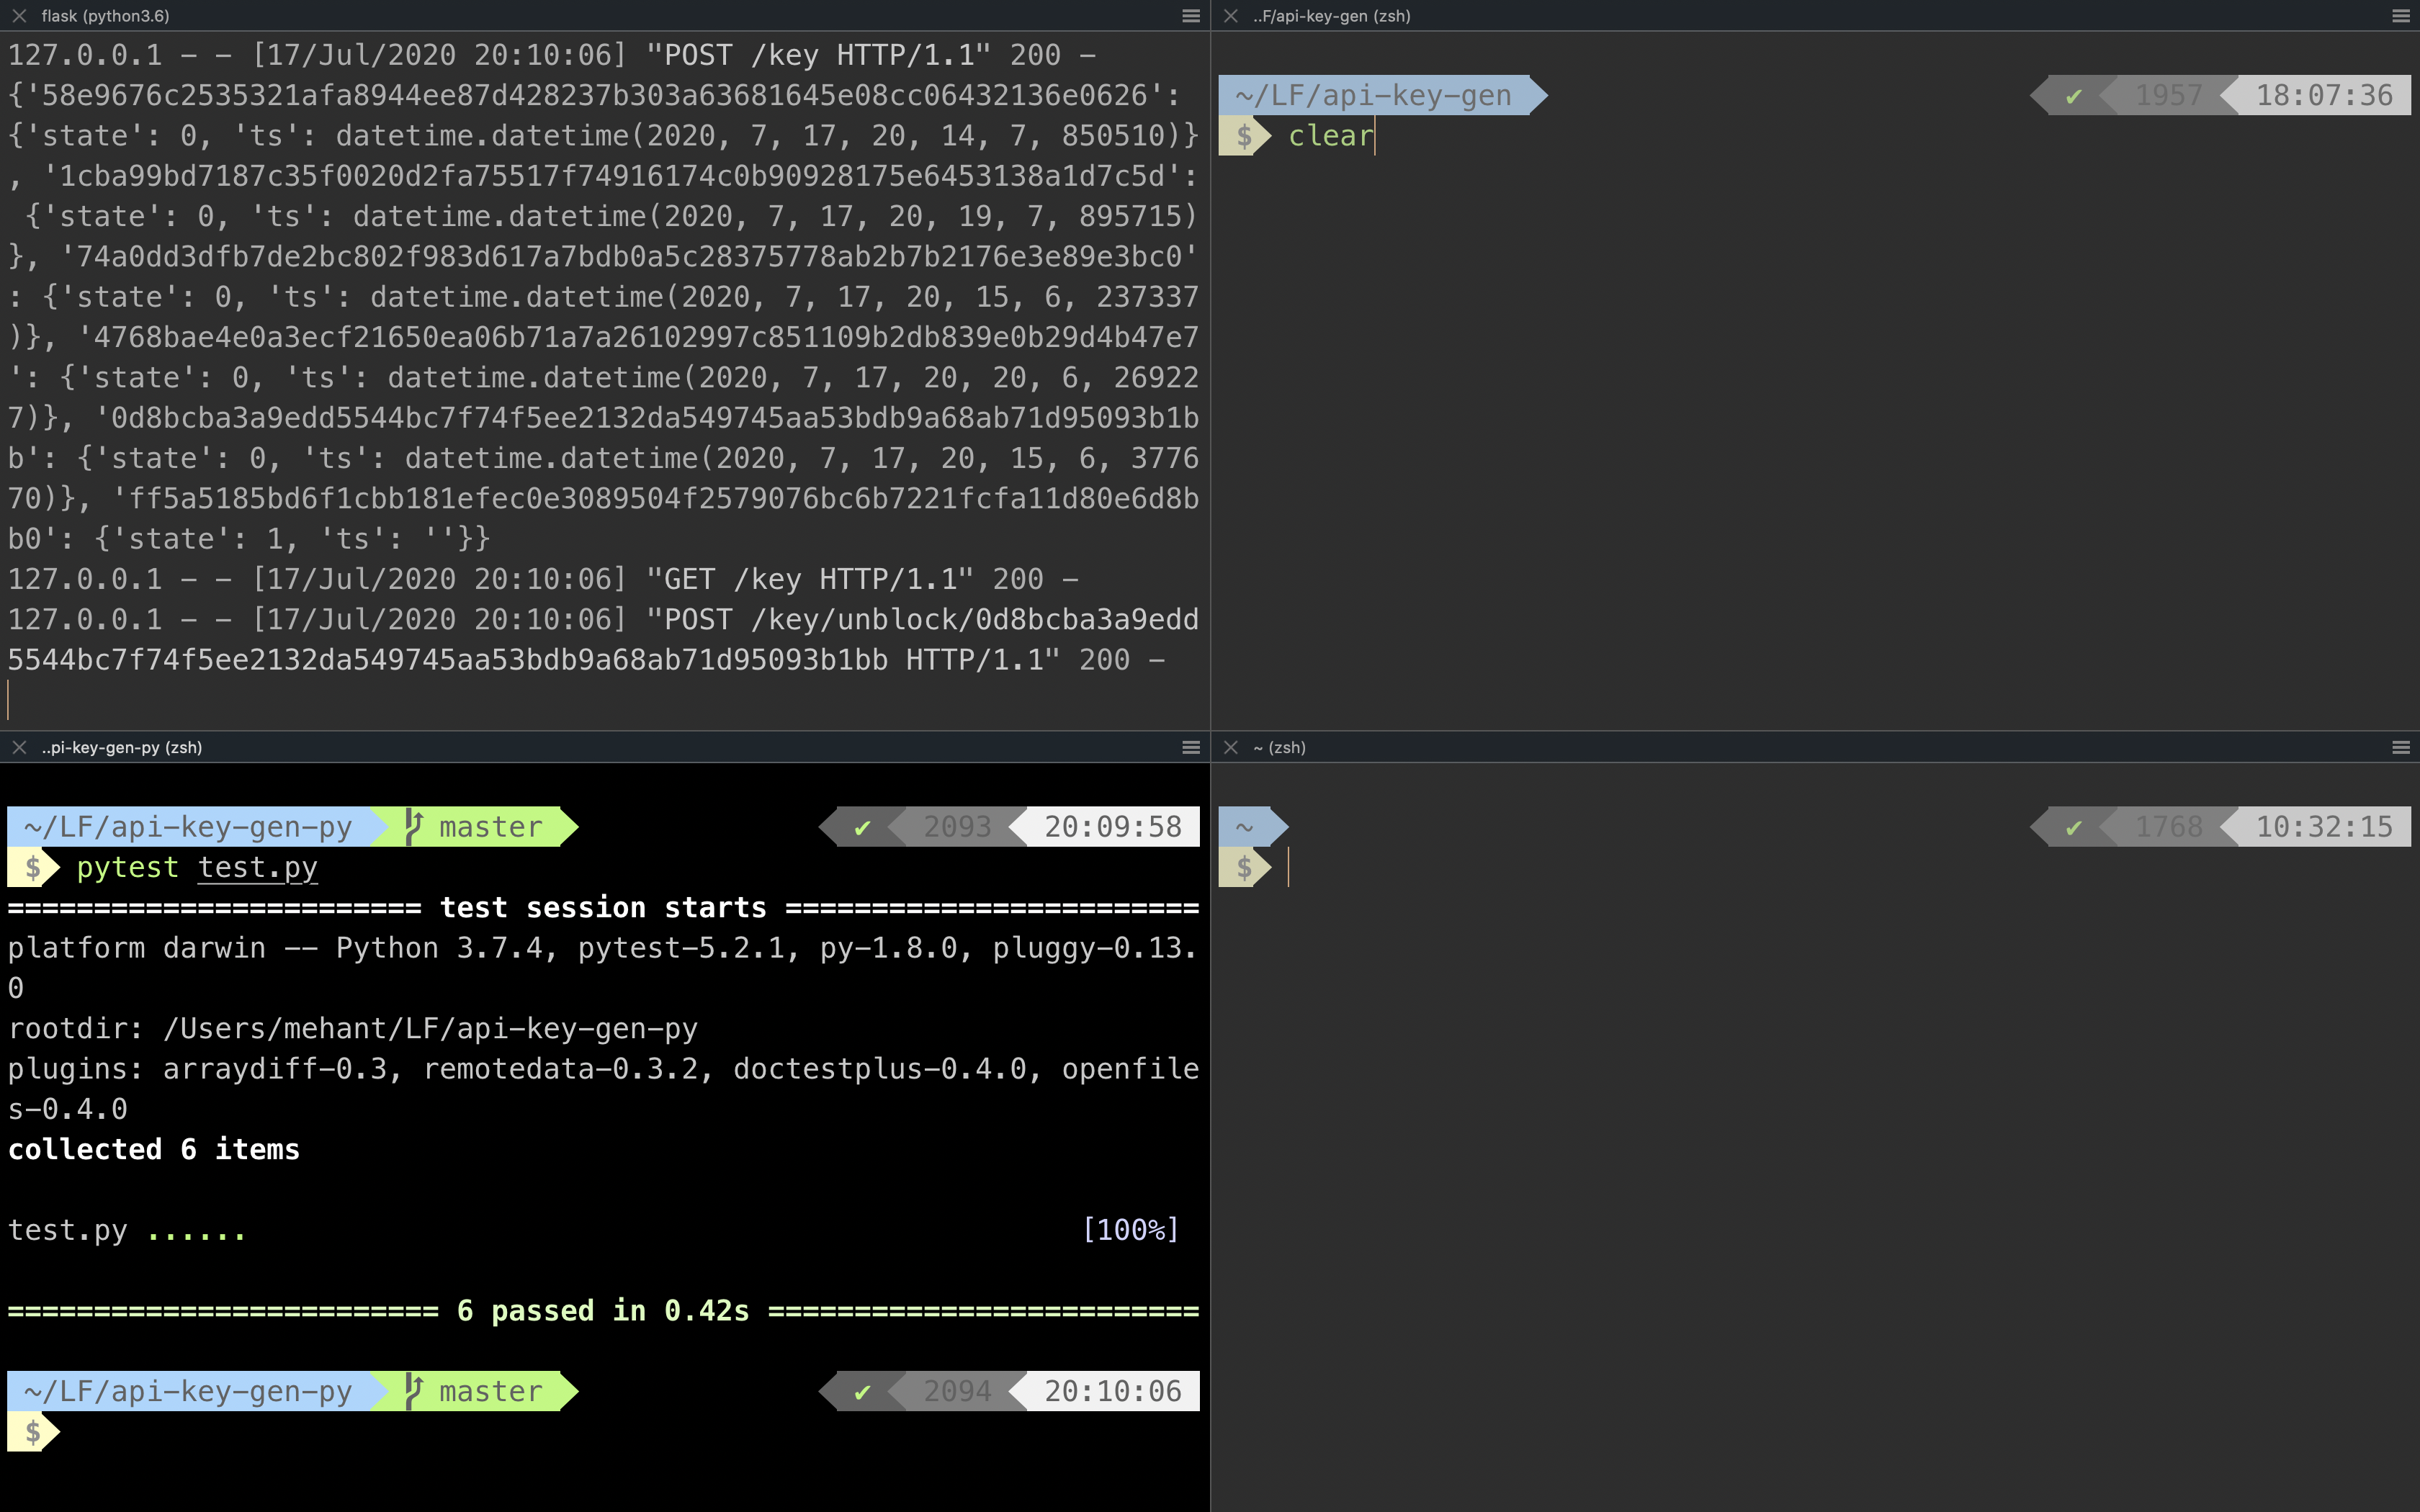 flask (python3.6)
127.0.0.1 - - [17/Jul/2020 20:10:06] "POST /key HTTP/1.1" 200 -
{'58e9676c2535321afa8944ee87d428237b303a63681645e08cc06432136e0626':
{'state': 0, 'ts': datetime.datetime(2020, 7, 17, 20, 14, 7, 850510)}
, '1cba99bd7187c35f0020d2fa75517f74916174c0b90928175e6453138a1d7c5d':
{'state': 0, 'ts': datetime.datetime(2020, 7, 17, 20, 19, 7, 895715)
}, '74a0dd3dfb7de2bc802f983d617a7bdb0a5c28375778ab2b7b2176e3e89e3bc0'
: {'state': 0, 'ts': datetime.datetime(2020, 7, 17, 20, 15, 6, 237337
)}, '4768bae4e0a3ecf21650ea06b71a7a26102997c851109b2db839e0b29d4b47e7
': {'state': 0, 'ts': datetime.datetime(2020, 7, 17, 20, 20, 6, 26922
7)}, '0d8bcba3a9edd5544bc7f74f5ee2132da549745aa53bdb9a68ab71d95093b1b
b': {'state': 0, 'ts': datetime.datetime(2020, 7, 17, 20, 15, 6, 3776
70)}, 'ff5a5185bd6f1cbb181efec0e3089504f2579076bc6b7221fcfa11d80e6d8b
b0': {'state': 1, 'ts': ''}}
127.0.0.1 - - [17/Jul/2020 20:10:06] "GET /key HTTP/1.1" 200 -
127.0.0.1 - - [17/Jul/2020 20:10:06] "POST /key/unblock/0d8bcba3a9edd
5544bc7f74f5ee2132da549745aa53bdb9a68ab71d95093b1bb HTTP/1.1" 200 -
..F/api-key-gen (zsh)
~/LF/api-key-gen ✔ 1957 18:07:36
$ clear
..pi-key-gen-py (zsh)
~/LF/api-key-gen-py master ✔ 2093 20:09:58
$ pytest test.py
======================== test session starts ========================
platform darwin -- Python 3.7.4, pytest-5.2.1, py-1.8.0, pluggy-0.13.
0
rootdir: /Users/mehant/LF/api-key-gen-py
plugins: arraydiff-0.3, remotedata-0.3.2, doctestplus-0.4.0, openfile
s-0.4.0
collected 6 items
test.py ...... [100%]
========================= 6 passed in 0.42s =========================
~/LF/api-key-gen-py master ✔ 2094 20:10:06
$
~ (zsh)
~ ✔ 1768 10:32:15
$